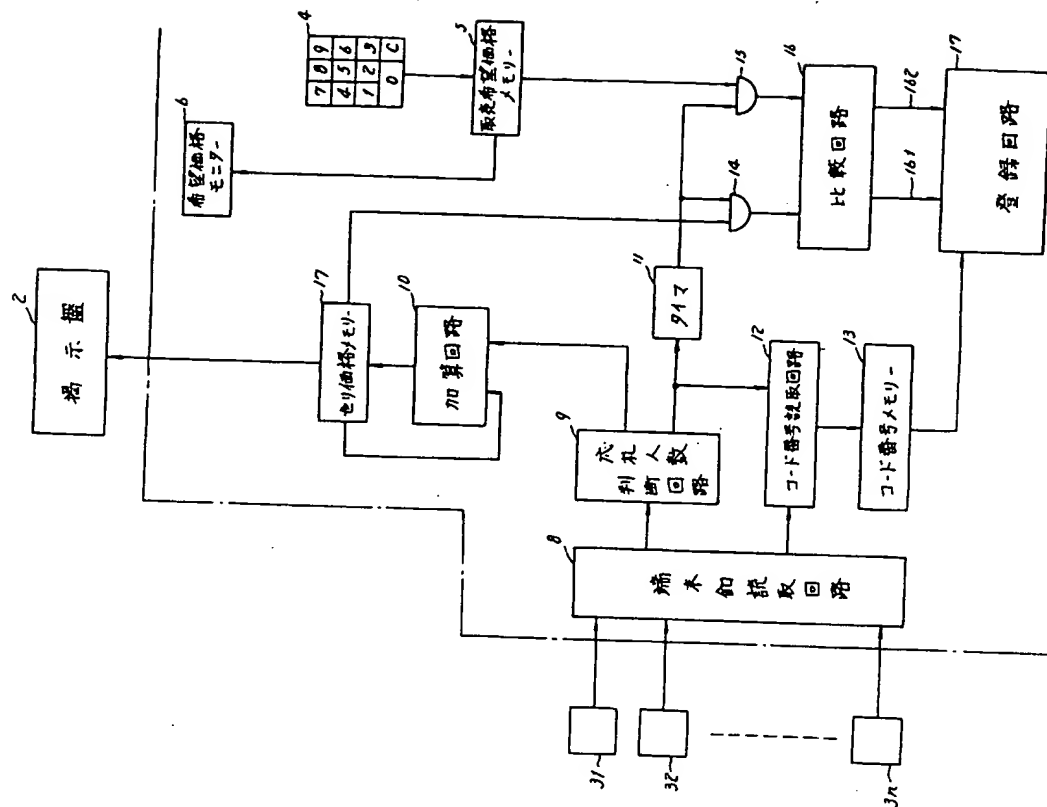 2
掲示盤
6
希望価格
モニター
4
7 8 9
4 5 6
1 2 3
0 C
5
販売希望価格
メモリー
17
セリ価格メモリー
10
加算回路
11
タイマ
14
15
16
比較回路
161
162
17
登録回路
9
応札人数
判断回路
12
コード番号読取回路
13
コード番号メモリー
8
端末釦読取回路
31
32
3n